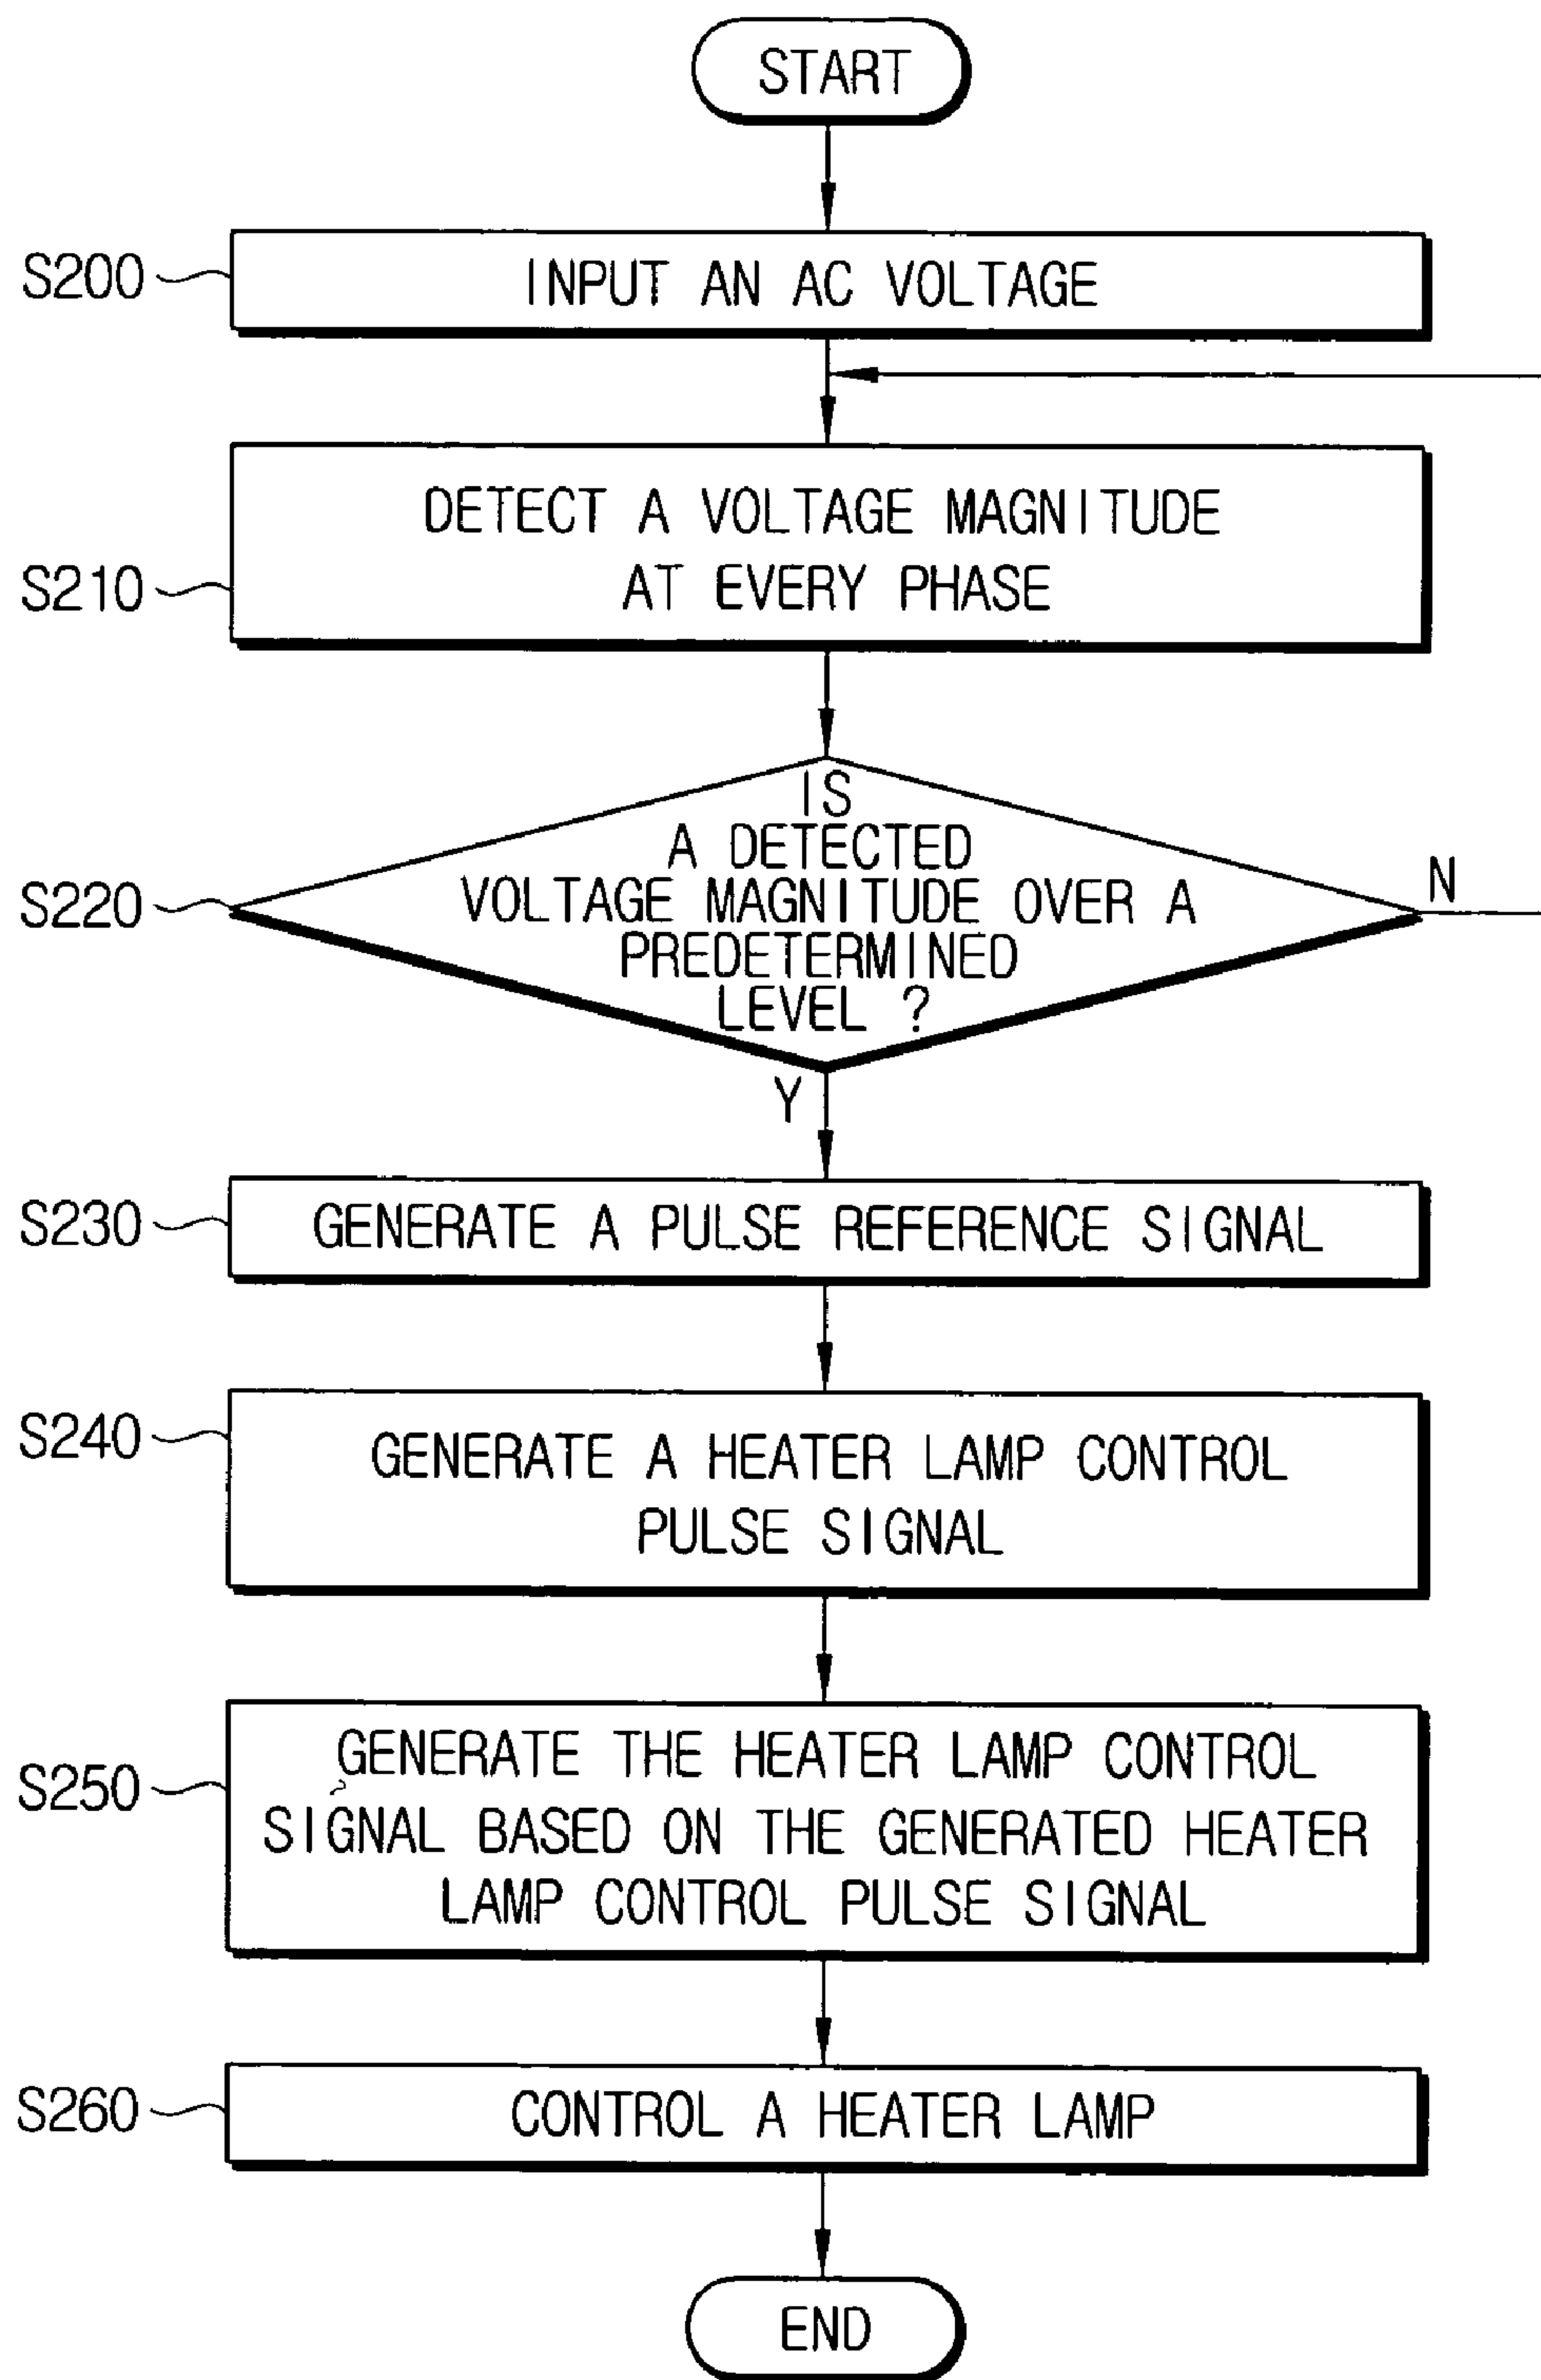 START
S200
INPUT AN AC VOLTAGE
S210
DETECT A VOLTAGE MAGNITUDE
AT EVERY PHASE
S220
IS
A DETECTED
VOLTAGE MAGNITUDE OVER A
PREDETERMINED
LEVEL ?
N
Y
S230
GENERATE A PULSE REFERENCE SIGNAL
S240
GENERATE A HEATER LAMP CONTROL
PULSE SIGNAL
S250
GENERATE THE HEATER LAMP CONTROL
SIGNAL BASED ON THE GENERATED HEATER
LAMP CONTROL PULSE SIGNAL
S260
CONTROL A HEATER LAMP
END